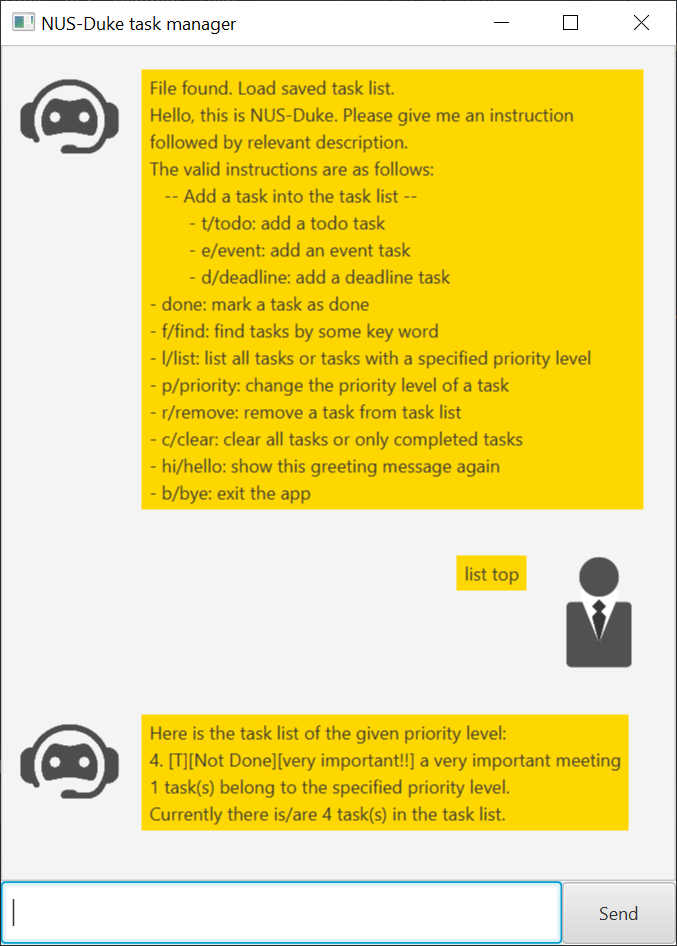 NUS-Duke task manager
File found. Load saved task list.
Hello, this is NUS-Duke. Please give me an instruction
followed by relevant description.
The valid instructions are as follows:
-- Add a task into the task list --
- t/todo: add a todo task
- e/event: add an event task
- d/deadline: add a deadline task
- done: mark a task as done
- f/find: find tasks by some key word
- l/list: list all tasks or tasks with a specified priority level
- p/priority: change the priority level of a task
- r/remove: remove a task from task list
- c/clear: clear all tasks or only completed tasks
- hi/hello: show this greeting message again
- b/bye: exit the app
list top
Here is the task list of the given priority level:
4. [T][Not Done][very important!!] a very important meeting
1 task(s) belong to the specified priority level.
Currently there is/are 4 task(s) in the task list.
Send